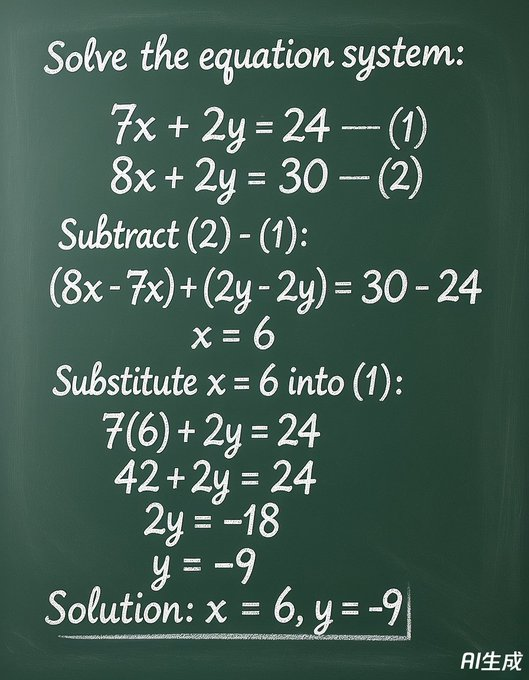 Solve the equation system:
7x + 2y = 24 — (1)
8x + 2y = 30 — (2)
Subtract (2) - (1):
(8x - 7x) + (2y - 2y) = 30 - 24
x = 6
Substitute x = 6 into (1):
7(6) + 2y = 24
42 + 2y = 24
2y = -18
y = -9
Solution: x = 6, y = -9
AI生成